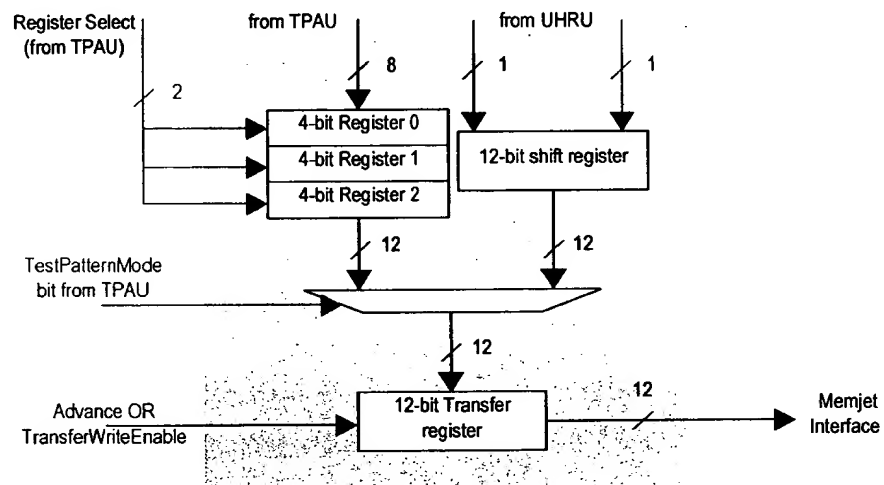 Register Select
(from TPAU)
from TPAU
from UHRU
2
8
1
1
4-bit Register 0
4-bit Register 1
4-bit Register 2
12-bit shift register
12
12
TestPatternMode
bit from TPAU
12
Advance OR
TransferWriteEnable
12-bit Transfer
register
12
Memjet
Interface